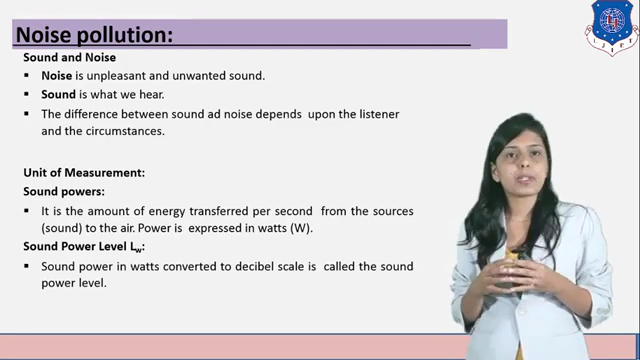 Noise pollution:
Sound and Noise
▪ Noise is unpleasant and unwanted sound.
▪ Sound is what we hear.
▪ The difference between sound ad noise depends upon the listener
and the circumstances.
Unit of Measurement:
Sound powers:
▪ It is the amount of energy transferred per second from the sources
(sound) to the air. Power is expressed in watts (W).
Sound Power Level Lw:
▪ Sound power in watts converted to decibel scale is called the sound
power level.